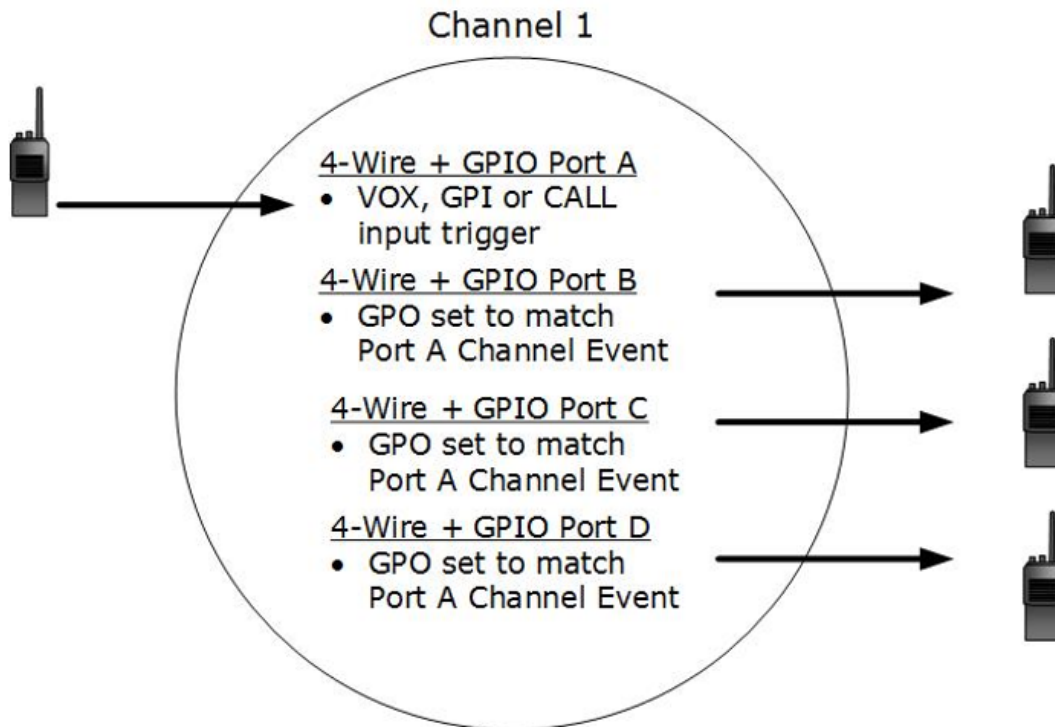 Channel 1
4-Wire + GPIO Port A
• VOX, GPI or CALL
input trigger
4-Wire + GPIO Port B
• GPO set to match
Port A Channel Event
4-Wire + GPIO Port C
• GPO set to match
Port A Channel Event
4-Wire + GPIO Port D
• GPO set to match
Port A Channel Event